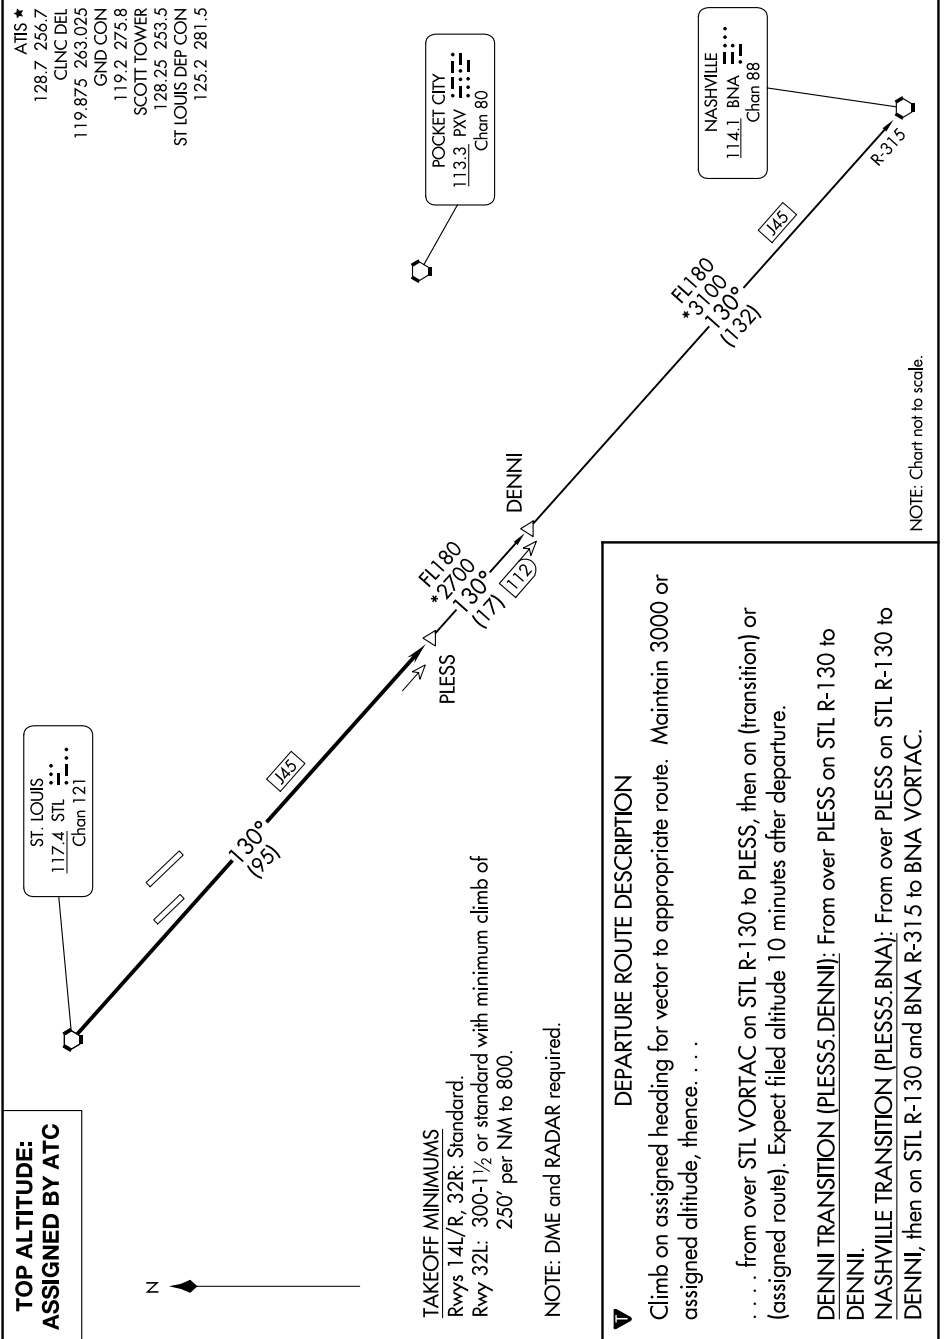 TOP ALTITUDE:
ASSIGNED BY ATC
ATIS ★
128.7 256.7
CLNC DEL
119.875 263.025
GND CON
119.2 275.8
SCOTT TOWER
128.25 253.5
ST LOUIS DEP CON
125.2 281.5
ST. LOUIS
117.4 STL
Chan 121
POCKET CITY
113.3 PXV
Chan 80
NASHVILLE
114.1 BNA
Chan 88
N
130°
(95)
J45
PLESS
FL180
*2700
130°
(17)
112
DENNI
FL180
*3100
130°
(132)
J45
R-315
TAKEOFF MINIMUMS
Rwys 14L/R, 32R: Standard.
Rwy 32L: 300-1½ or standard with minimum climb of
250' per NM to 800.
NOTE: DME and RADAR required.
NOTE: Chart not to scale.
T
DEPARTURE ROUTE DESCRIPTION
Climb on assigned heading for vector to appropriate route. Maintain 3000 or
assigned altitude, thence. . . .
. . . . from over STL VORTAC on STL R-130 to PLESS, then on (transition) or
(assigned route). Expect filed altitude 10 minutes after departure.
DENNI TRANSITION (PLESS5.DENNI): From over PLESS on STL R-130 to
DENNI.
NASHVILLE TRANSITION (PLESS5.BNA): From over PLESS on STL R-130 to
DENNI, then on STL R-130 and BNA R-315 to BNA VORTAC.